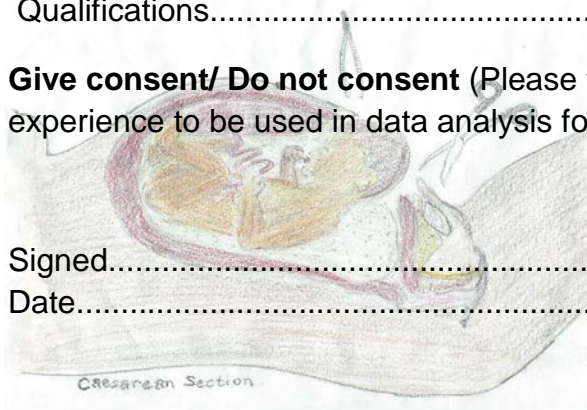 Qualifications.....................................................
Give consent/ Do not consent (Please
experience to be used in data analysis fo
Signed..............................................................
Date.................................................................
Caesarean Section.